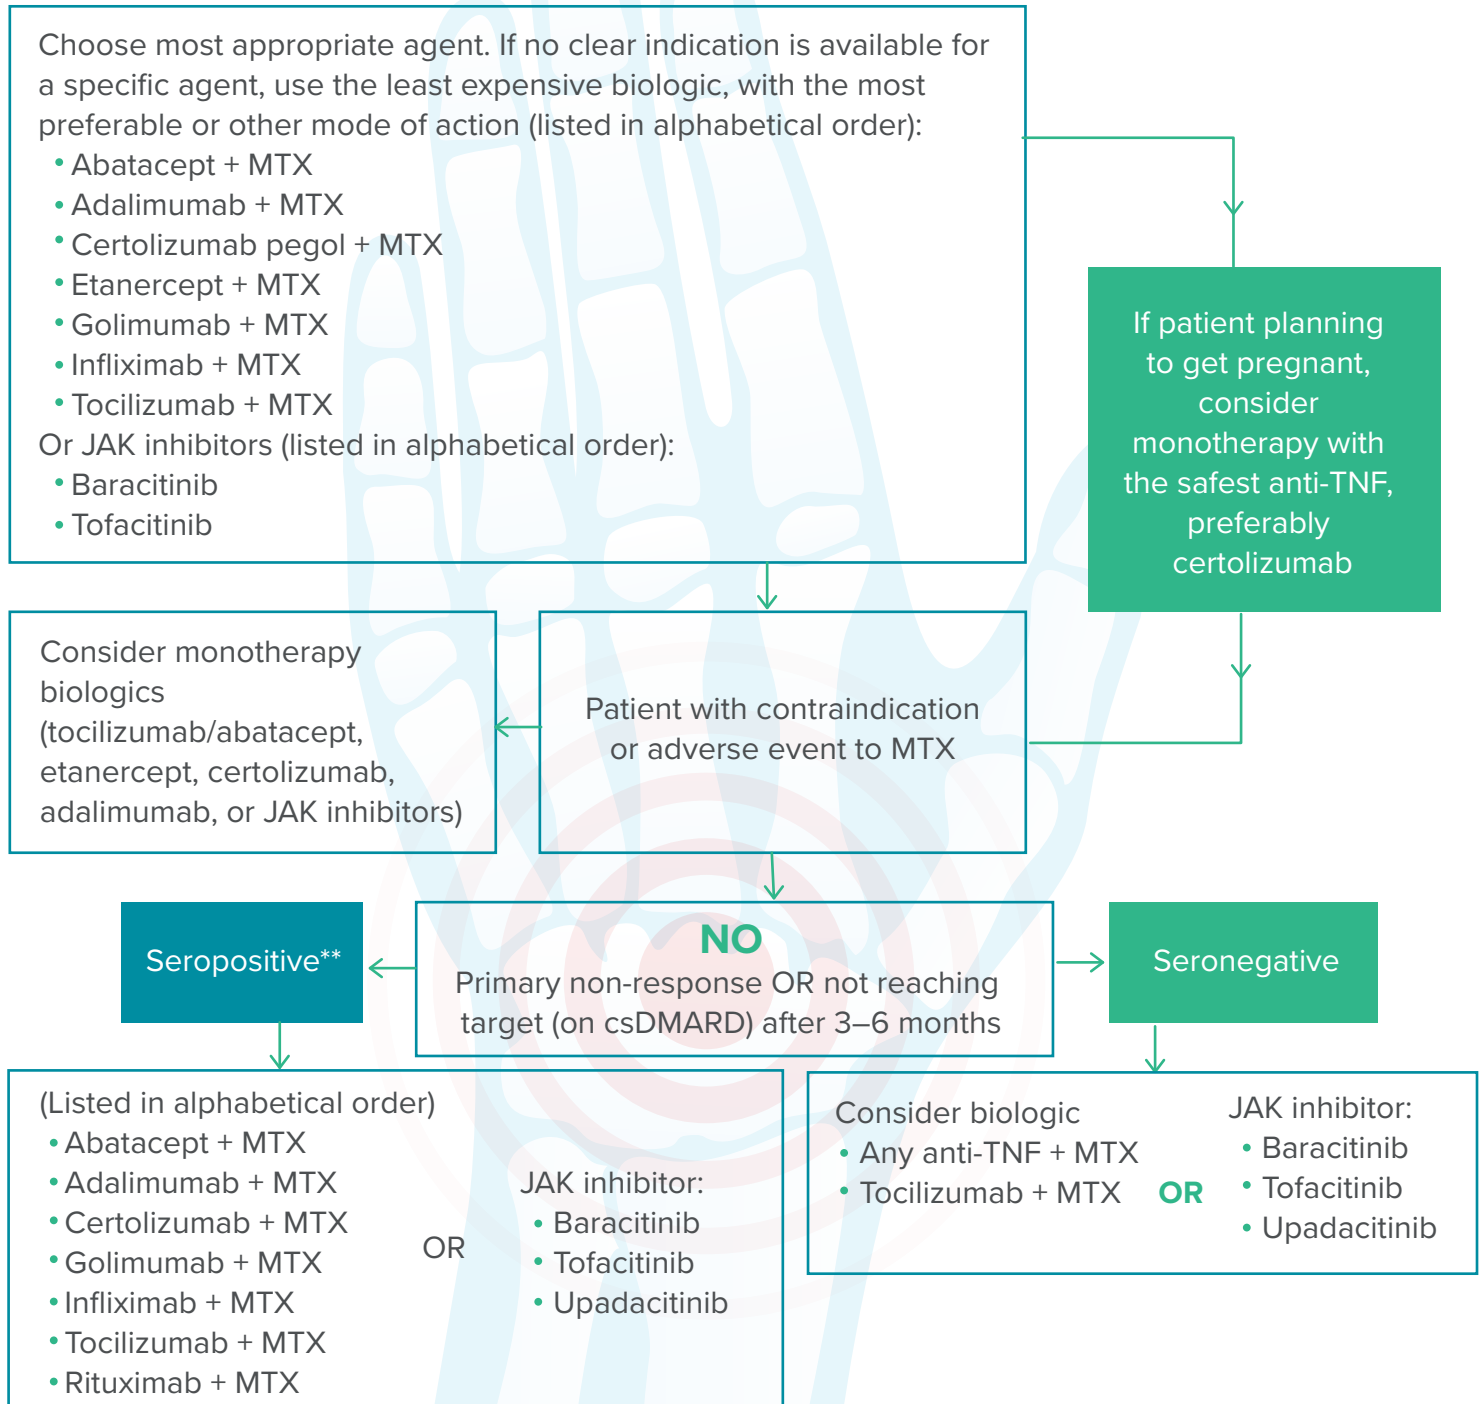 Choose most appropriate agent. If no clear indication is available for
a specific agent, use the least expensive biologic, with the most
preferable or other mode of action (listed in alphabetical order):
• Abatacept + MTX
• Adalimumab + MTX
• Certolizumab pegol + MTX
• Etanercept + MTX
• Golimumab + MTX
• Infliximab + MTX
• Tocilizumab + MTX
Or JAK inhibitors (listed in alphabetical order):
• Baracitinib
• Tofacitinib
If patient planning
to get pregnant,
consider
monotherapy with
the safest anti-TNF,
preferably
certolizumab
Consider monotherapy
biologics
(tocilizumab/abatacept,
etanercept, certolizumab,
adalimumab, or JAK inhibitors)
Patient with contraindication
or adverse event to MTX
Seropositive**
NO
Primary non-response OR not reaching
target (on csDMARD) after 3–6 months
Seronegative
(Listed in alphabetical order)
• Abatacept + MTX
• Adalimumab + MTX
• Certolizumab + MTX
• Golimumab + MTX
• Infliximab + MTX
• Tocilizumab + MTX
• Rituximab + MTX
OR
JAK inhibitor:
• Baracitinib
• Tofacitinib
• Upadacitinib
Consider biologic
• Any anti-TNF + MTX
• Tocilizumab + MTX
OR
JAK inhibitor:
• Baracitinib
• Tofacitinib
• Upadacitinib